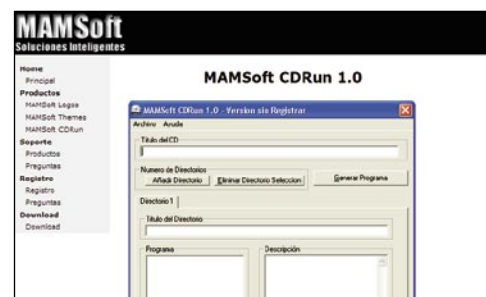 MAMSoft
Soluciones Inteligentes
Home
Principal
Productos
MAMSoft Logos
MAMSoft Themes
MAMSoft CDRun
Soporte
Productos
Preguntas
Registro
Registro
Preguntas
Download
Download
MAMSoft CDRun 1.0
MAMSoft CDRun 1.0 - Version sin Registrar
Archivo Ayuda
Título del CD
Numero de Directorios
Añadir Directorio Eliminar Directorio Seleccion Generar Programa
Directorio 1
Título del Directorio
Programa Descripción